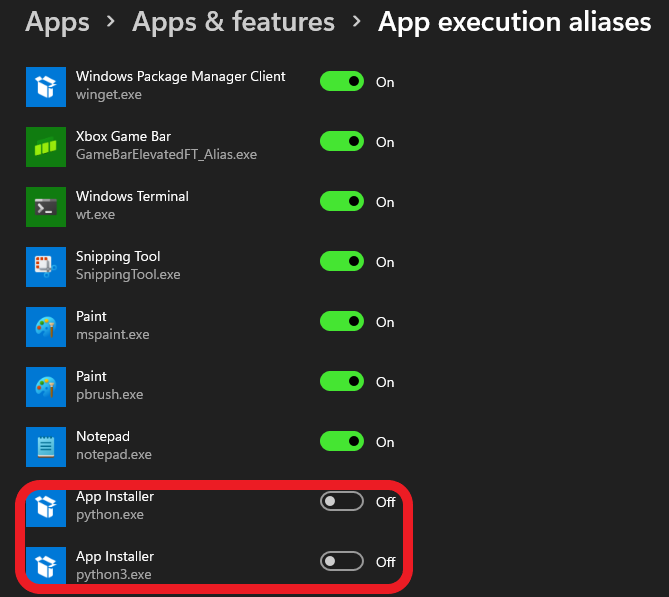 Apps > Apps & features > App execution aliases
Windows Package Manager Client
winget.exe
On
Xbox Game Bar
GameBarElevatedFT_Alias.exe
On
Windows Terminal
wt.exe
On
Snipping Tool
SnippingTool.exe
On
Paint
mspaint.exe
On
Paint
pbrush.exe
On
Notepad
notepad.exe
On
App Installer
python.exe
Off
App Installer
python3.exe
Off